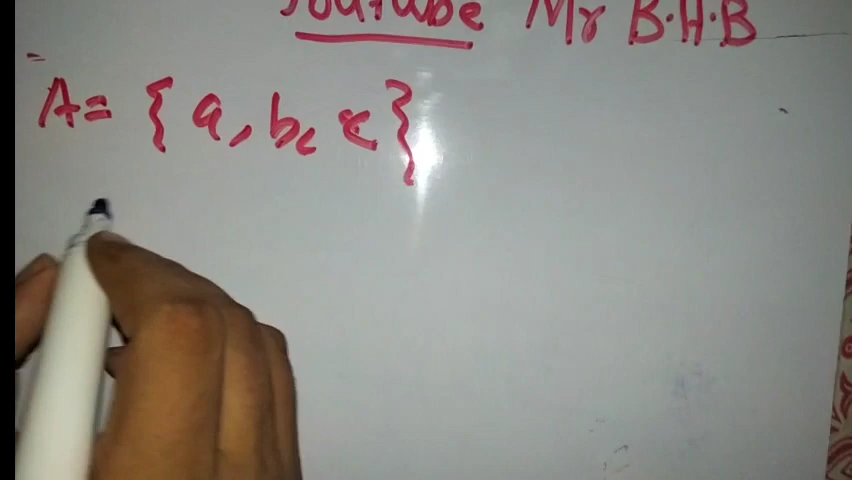 Youtube Mr B.H.B
A = { a, b, c }